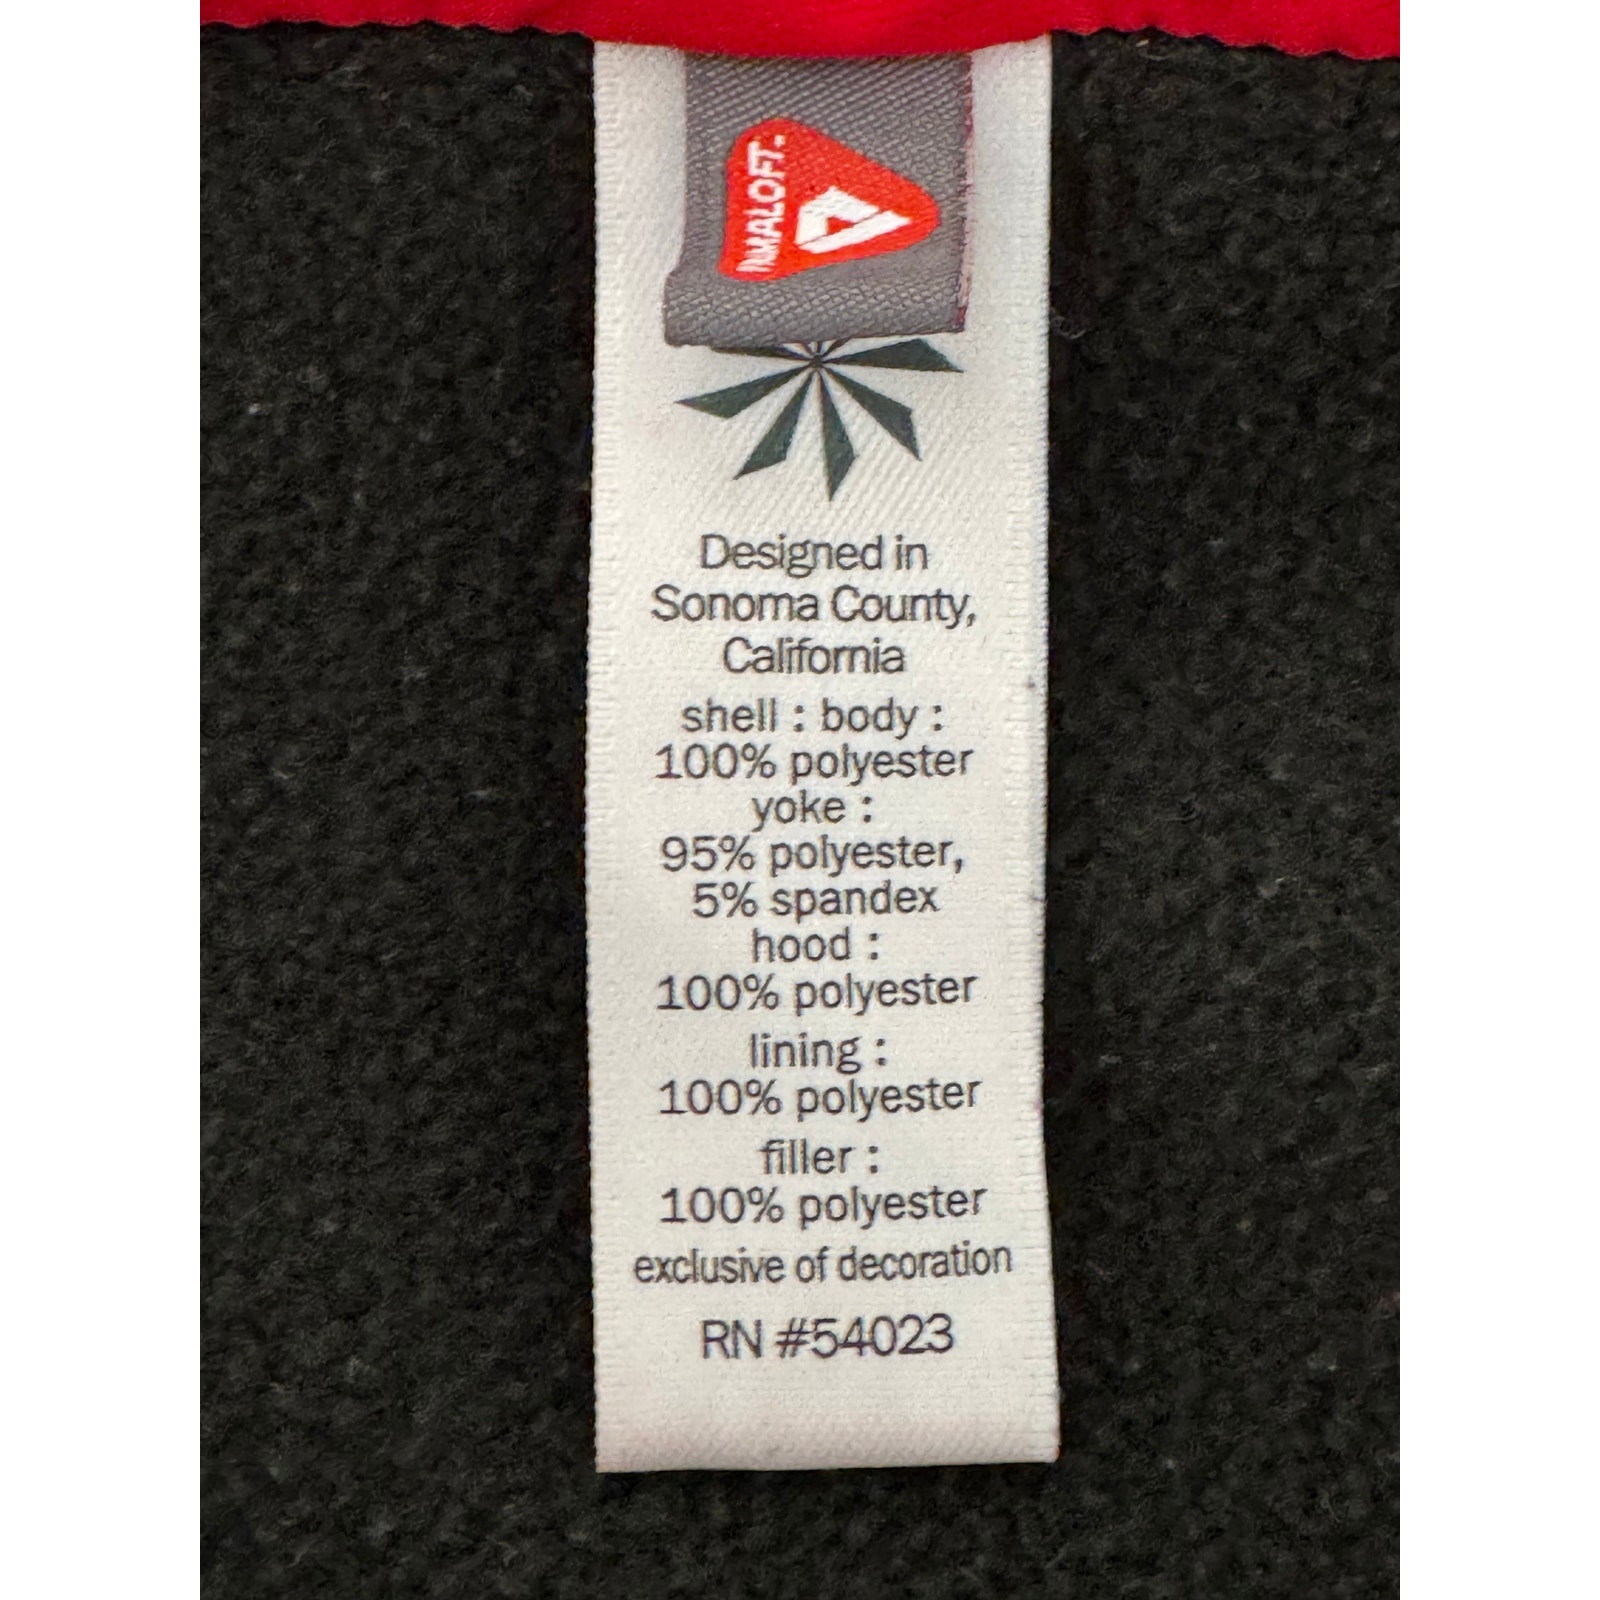 PRIMALOFT™
Designed in
Sonoma County,
California
shell : body :
100% polyester
yoke :
95% polyester,
5% spandex
hood :
100% polyester
lining :
100% polyester
filler :
100% polyester
exclusive of decoration
RN #54023